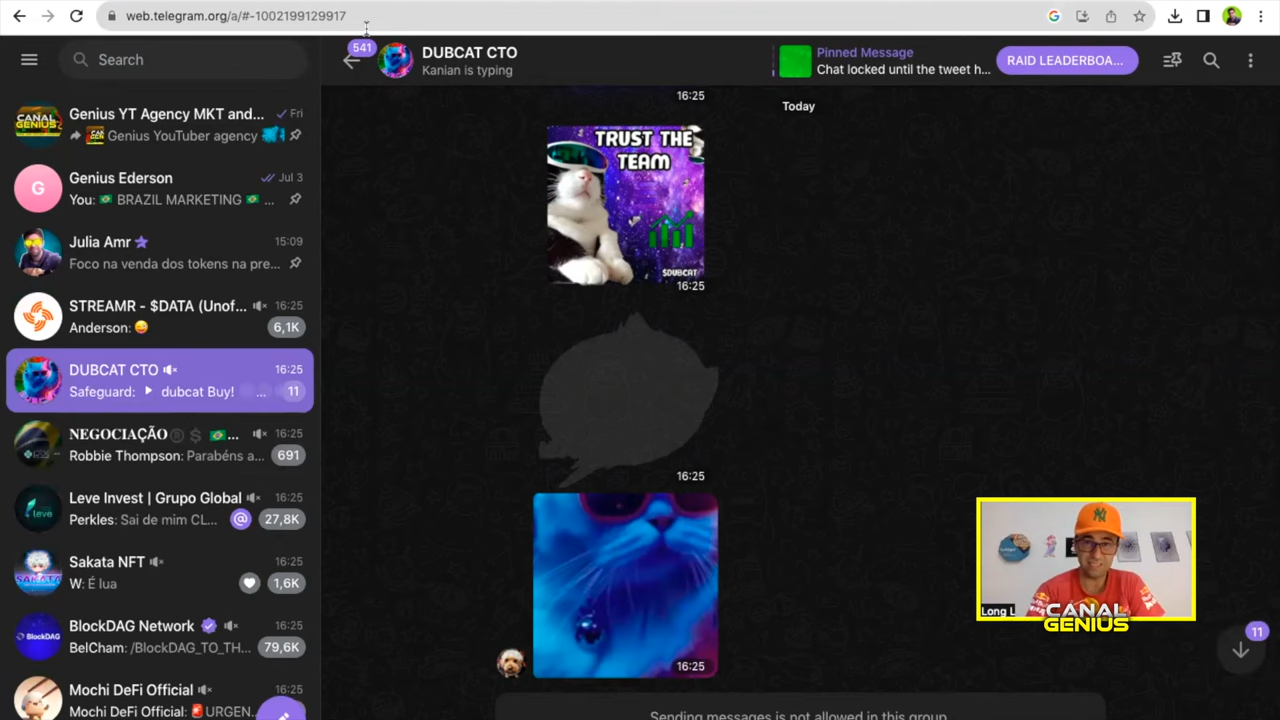 web.telegram.org/a/#-1002199129917
Search
Genius YT Agency MKT and...
Fri
Genius YouTuber agency
G
Genius Ederson
Jul 3
You: 🇧🇷 BRAZIL MARKETING 🇧🇷 ...
Julia Amr
15:09
Foco na venda dos tokens na pre...
STREAMR - $DATA (Unof...
16:25
Anderson: 😋
6,1K
DUBCAT CTO
16:25
Safeguard: dubcat Buy! ...
11
NEGOCIAÇÃO Ⓑ $ 🇧🇷...
16:25
Robbie Thompson: Parabéns a...
691
Leve Invest | Grupo Global
16:25
Perkles: Sai de mim CL...
@
27,8K
Leve
Sakata NFT
16:25
W: É lua
1,6K
SAKATA
BlockDAG Network
16:25
BelCham: /BlockDAG_TO_TH...
79,6K
BlockDAG
Mochi DeFi Official
16:25
Mochi DeFi Official: 🚨URGEN...
541
DUBCAT CTO
Kanian is typing
Pinned Message
Chat locked until the tweet h...
RAID LEADERBOA...
16:25
Today
TRUST THE
TEAM
$DUBCAT
16:25
16:25
16:25
Sending messages is not allowed in this group
Long L
CANAL
GENIUS
11
CANAL
GENIUS